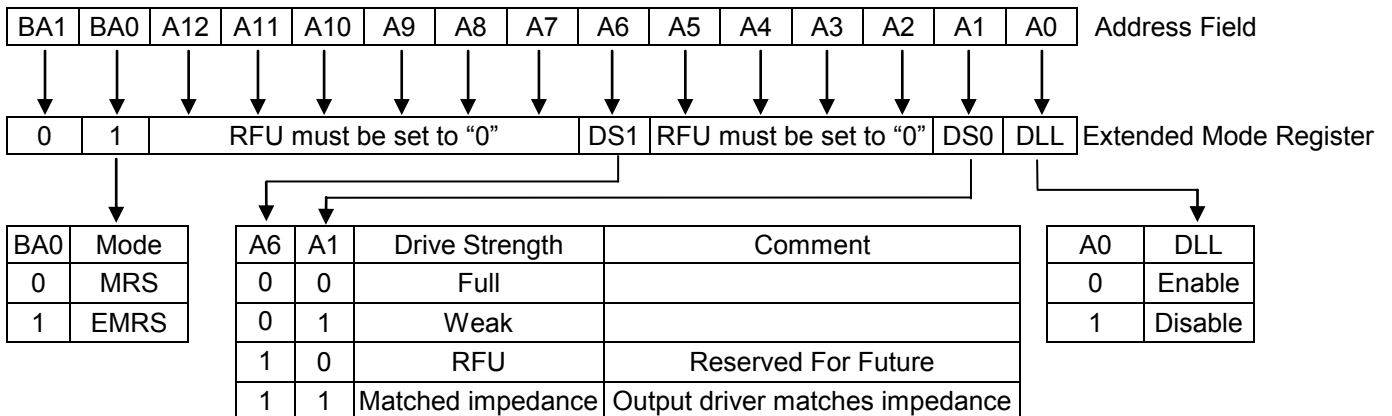 BA1 BA0 A12 A11 A10 A9 A8 A7 A6 A5 A4 A3 A2 A1 A0 Address Field
0 1 RFU must be set to “0” DS1 RFU must be set to “0” DS0 DLL Extended Mode Register
BA0 Mode
0 MRS
1 EMRS
A6 A1 Drive Strength Comment
0 0 Full
0 1 Weak
1 0 RFU Reserved For Future
1 1 Matched impedance Output driver matches impedance
A0 DLL
0 Enable
1 Disable